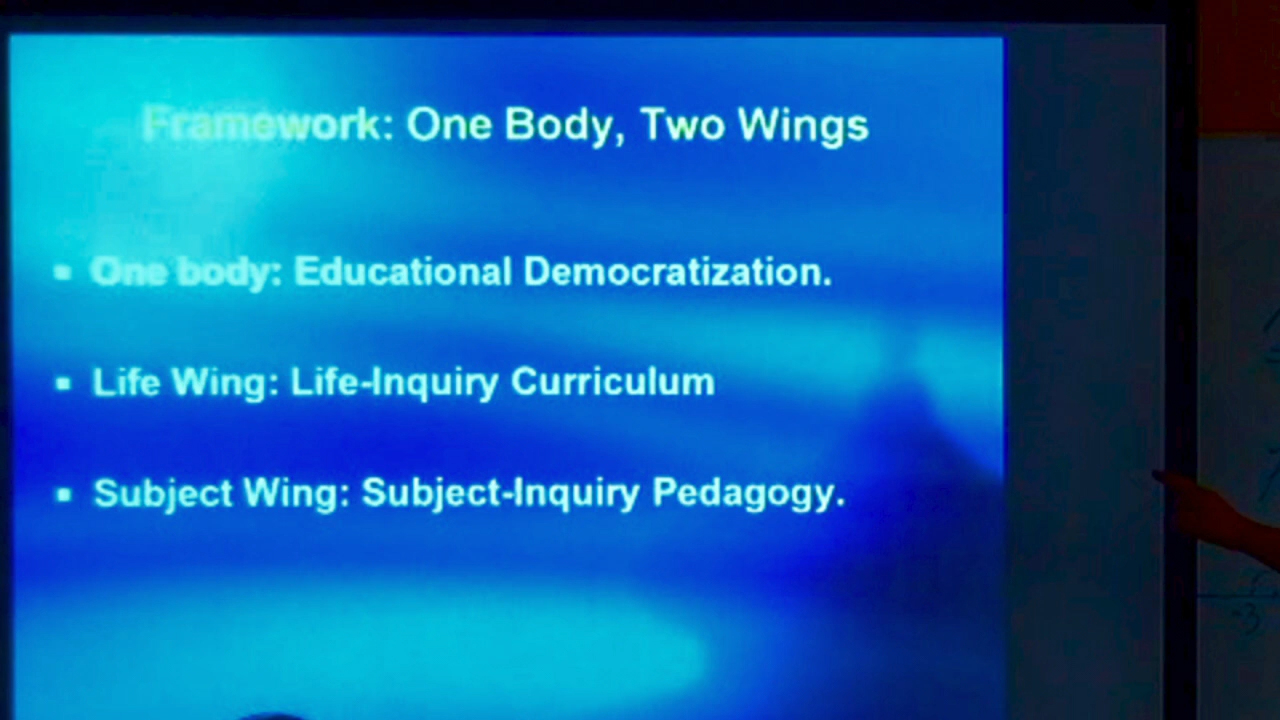 Framework: One Body, Two Wings
▪ One body: Educational Democratization.
▪ Life Wing: Life-Inquiry Curriculum
▪ Subject Wing: Subject-Inquiry Pedagogy.